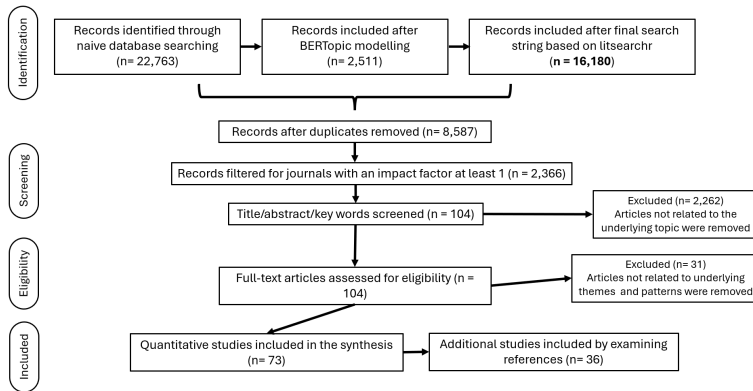 Identification
Records identified through
naive database searching
(n= 22,763)
Records included after
BERTopic modelling
(n= 2,511)
Records included after final search
string based on litsearchr
(n = 16,180)
Records after duplicates removed (n= 8,587)
Screening
Records filtered for journals with an impact factor at least 1 (n = 2,366)
Title/abstract/key words screened (n = 104)
Excluded (n= 2,262)
Articles not related to the
underlying topic were removed
Eligibility
Full-text articles assessed for eligibility (n =
104)
Excluded (n= 31)
Articles not related to underlying
themes and patterns were removed
Included
Quantitative studies included in the synthesis
(n= 73)
Additional studies included by examining
references (n= 36)